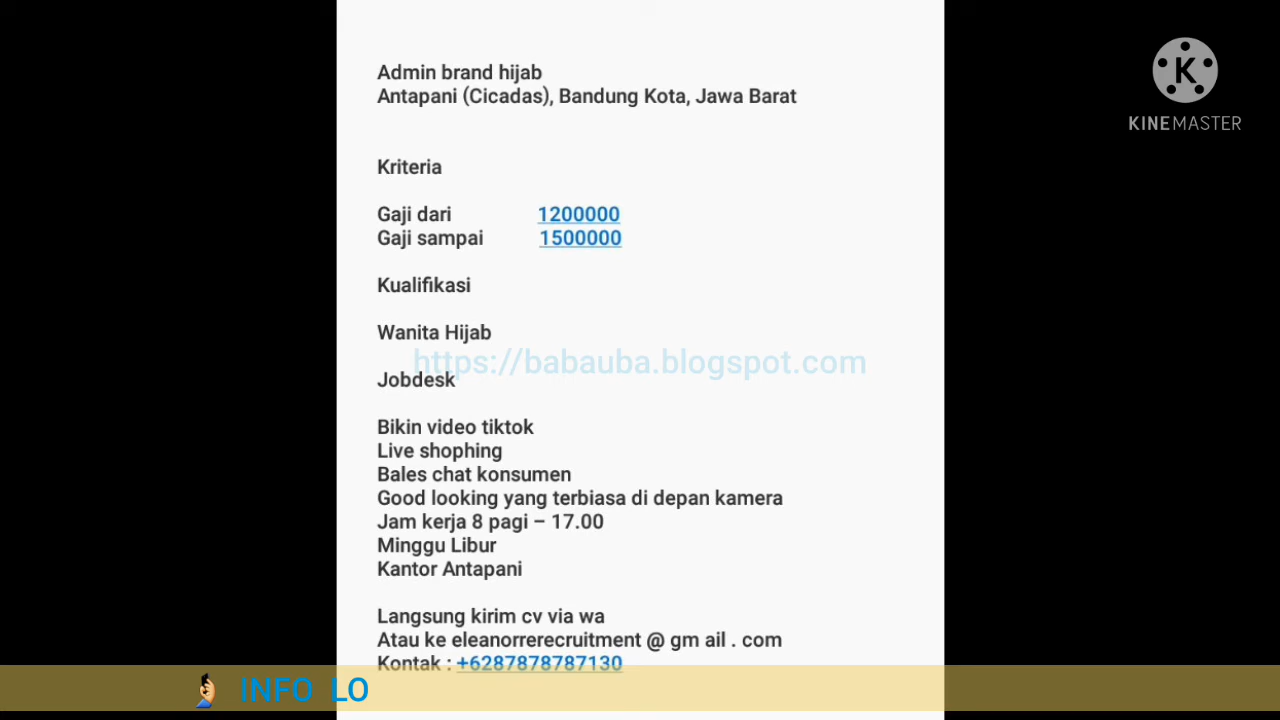 Admin brand hijab
Antapani (Cicadas), Bandung Kota, Jawa Barat
KINEMASTER
Kriteria
Gaji dari 1200000
Gaji sampai 1500000
Kualifikasi
Wanita Hijab
https://babauba.blogspot.com
Jobdesk
Bikin video tiktok
Live shophing
Bales chat konsumen
Good looking yang terbiasa di depan kamera
Jam kerja 8 pagi – 17.00
Minggu Libur
Kantor Antapani
Langsung kirim cv via wa
Atau ke eleanorrerecruitment @ gm ail . com
Kontak : +6287878787130
INFO LO